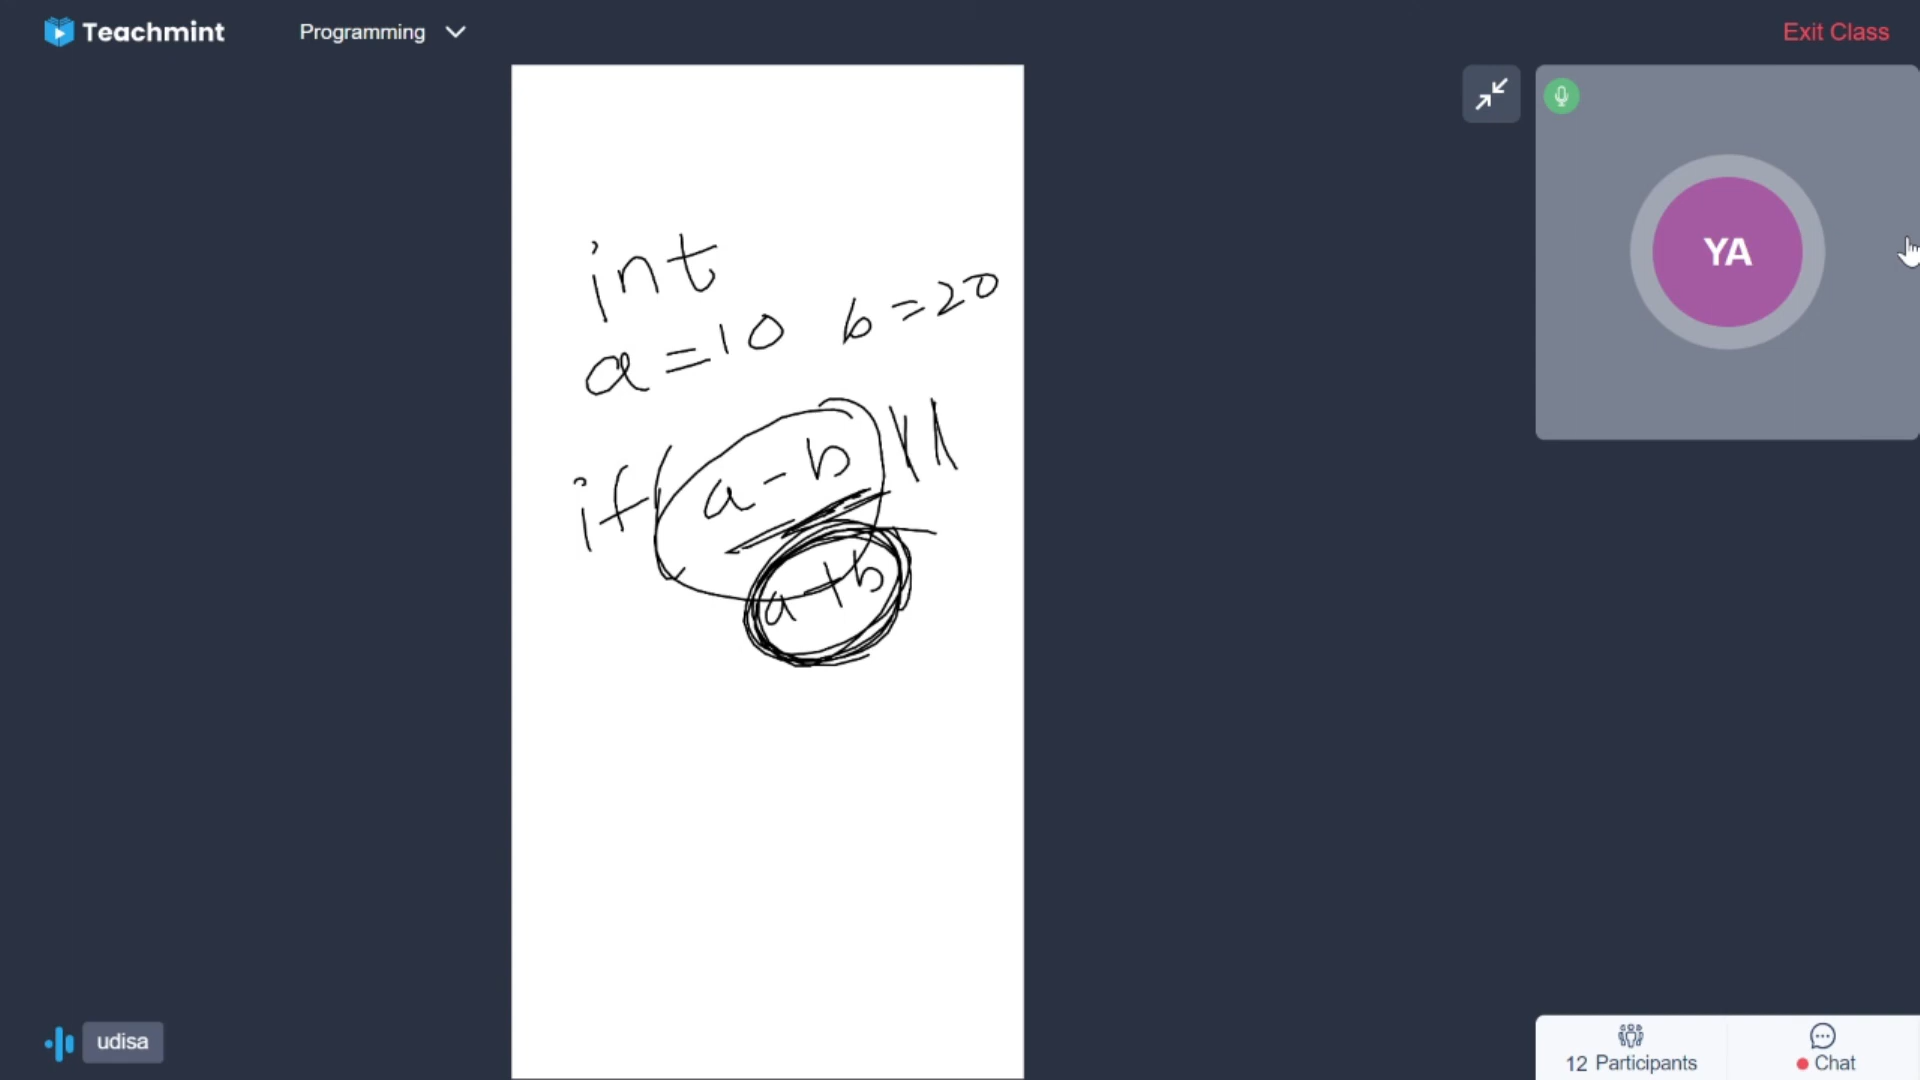 Teachmint
Programming
Exit Class
YA
int
a=10 b=20
if(a-b||
a+b
udisa
12 Participants
Chat